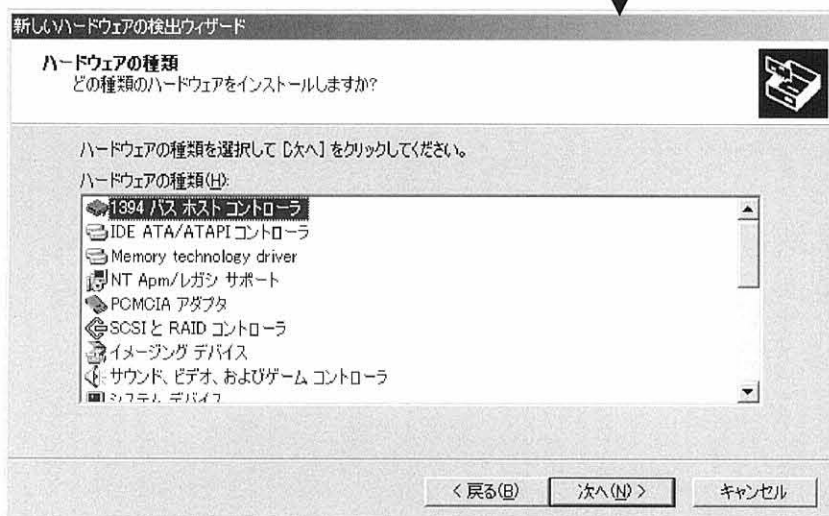 新しいハードウェアの検出ウィザード
ハードウェアの種類
どの種類のハードウェアをインストールしますか?
ハードウェアの種類を選択して [次へ] をクリックしてください。
ハードウェアの種類(H):
1394 バス ホスト コントローラ
IDE ATA/ATAPI コントローラ
Memory technology driver
NT Apm/レガシ サポート
PCMCIA アダプタ
SCSI と RAID コントローラ
イメージング デバイス
サウンド、ビデオ、およびゲーム コントローラ
システム デバイス
< 戻る(B) 次へ(N) > キャンセル